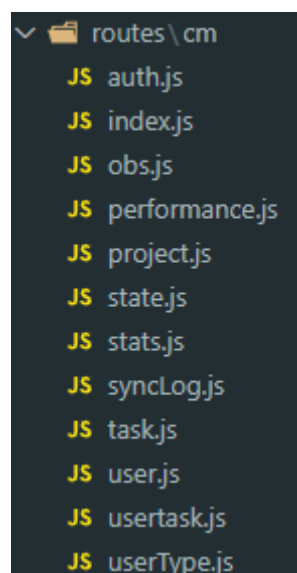 routes\cm
JS auth.js
JS index.js
JS obs.js
JS performance.js
JS project.js
JS state.js
JS stats.js
JS syncLog.js
JS task.js
JS user.js
JS usertask.js
JS userType.js